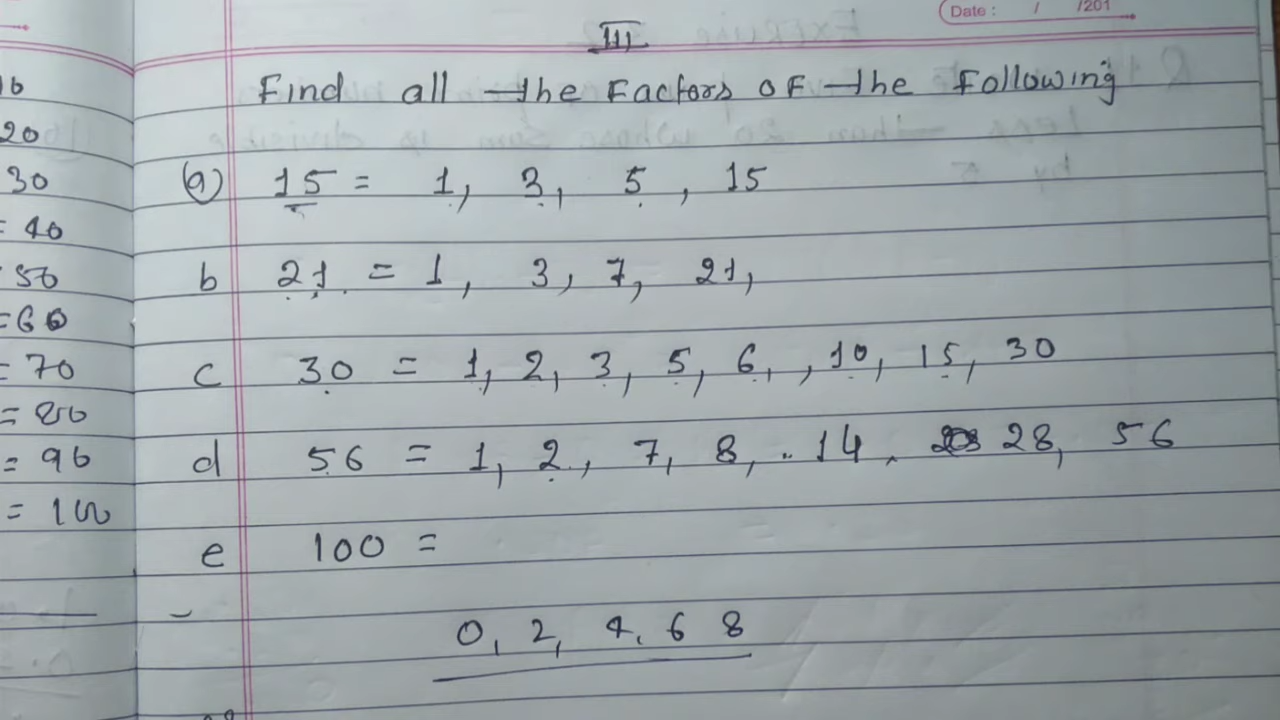 Date : / /201
III
Find all the Factors of the Following
(a) 15 = 1, 3, 5, 15
b 21 = 1, 3, 7, 21,
c 30 = 1, 2, 3, 5, 6, , 10, 15, 30
d 56 = 1, 2, 7, 8, .. 14, 28, 56
e 100 =
0, 2, 4, 6 8
20
30
= 40
50
= 60
= 70
= 80
= 90
= 100